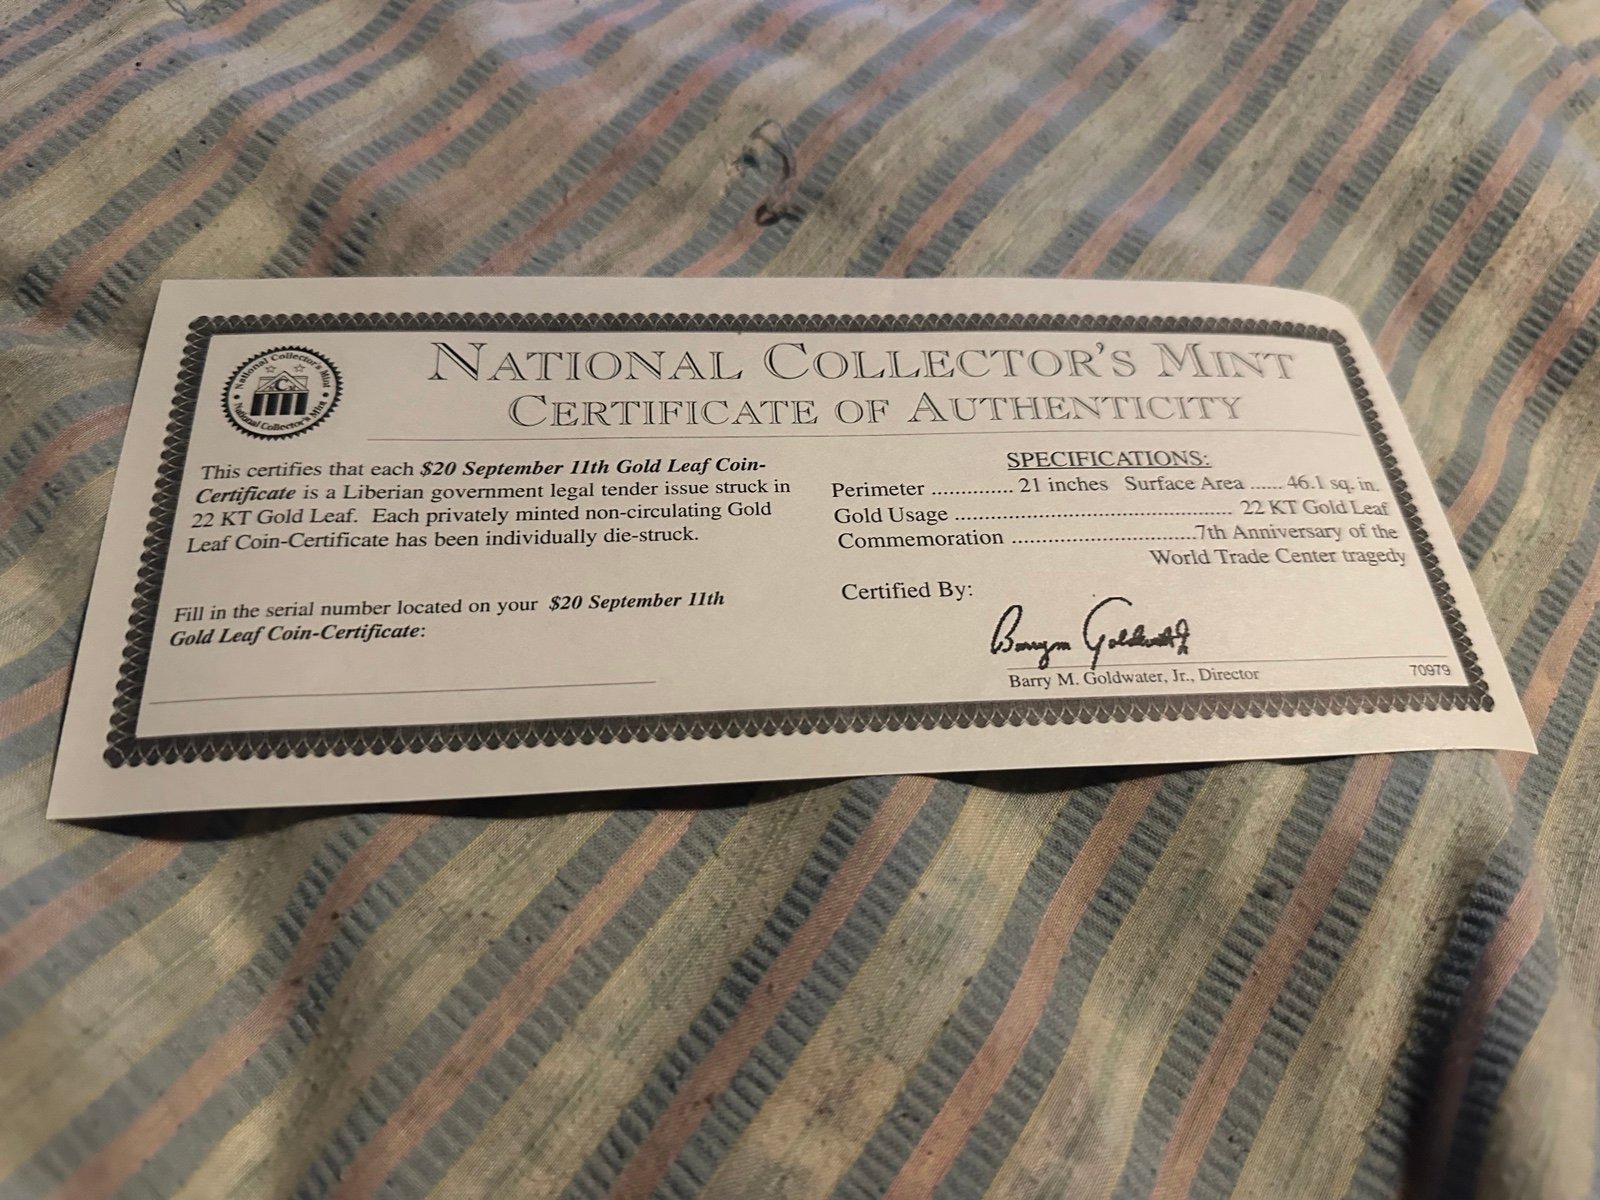 National Collector's Mint
C
National Collector's Mint
NATIONAL COLLECTOR'S MINT
CERTIFICATE OF AUTHENTICITY
This certifies that each $20 September 11th Gold Leaf Coin-
Certificate is a Liberian government legal tender issue struck in
22 KT Gold Leaf. Each privately minted non-circulating Gold
Leaf Coin-Certificate has been individually die-struck.
Fill in the serial number located on your $20 September 11th
Gold Leaf Coin-Certificate:
SPECIFICATIONS:
Perimeter .............. 21 inches Surface Area ...... 46.1 sq. in.
Gold Usage ................................................ 22 KT Gold Leaf
Commemoration ................................7th Anniversary of the
World Trade Center tragedy
Certified By:
Barry M Goldwater Jr
Barry M. Goldwater, Jr., Director
70979